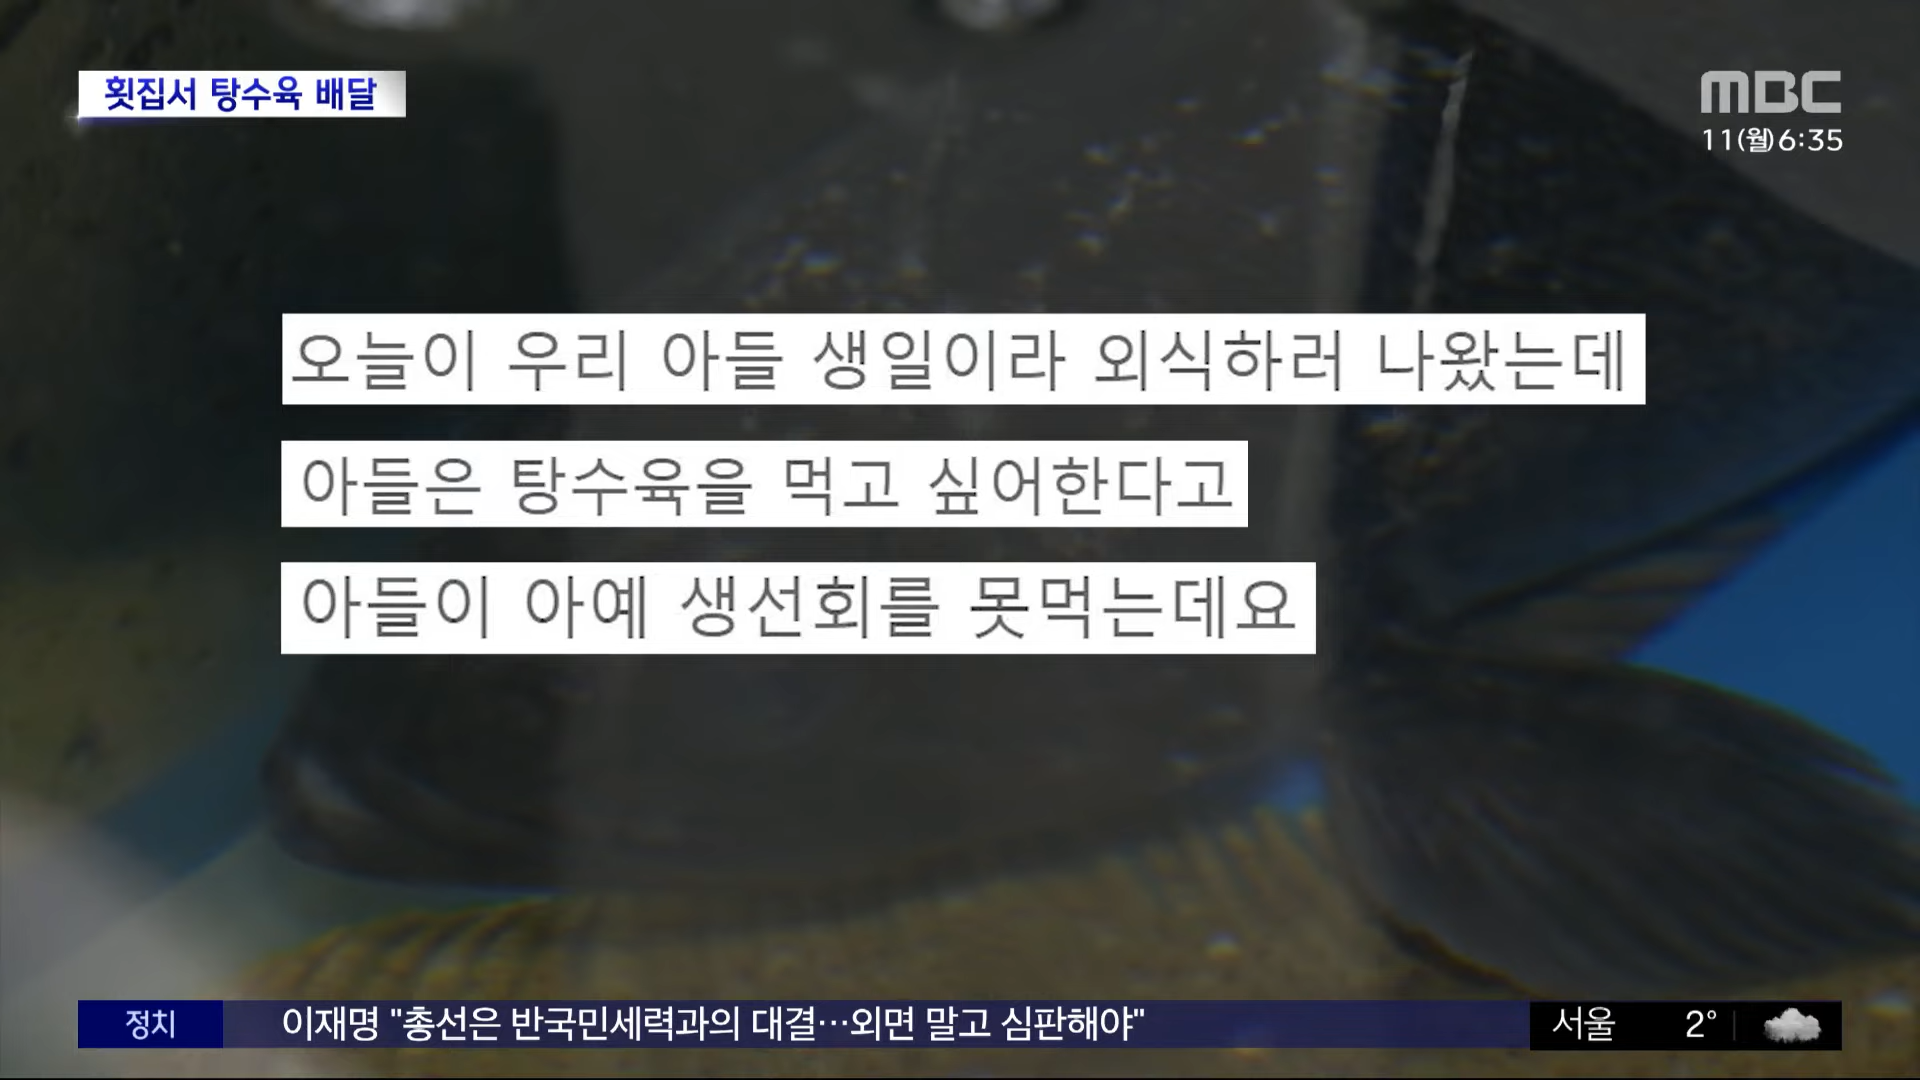 횟집서 탕수육 배달
MBC
11(월)6:35
오늘이 우리 아들 생일이라 외식하러 나왔는데
아들은 탕수육을 먹고 싶어한다고
아들이 아예 생선회를 못먹는데요
정치 이재명 "총선은 반국민세력과의 대결…외면 말고 심판해야" 서울 2°